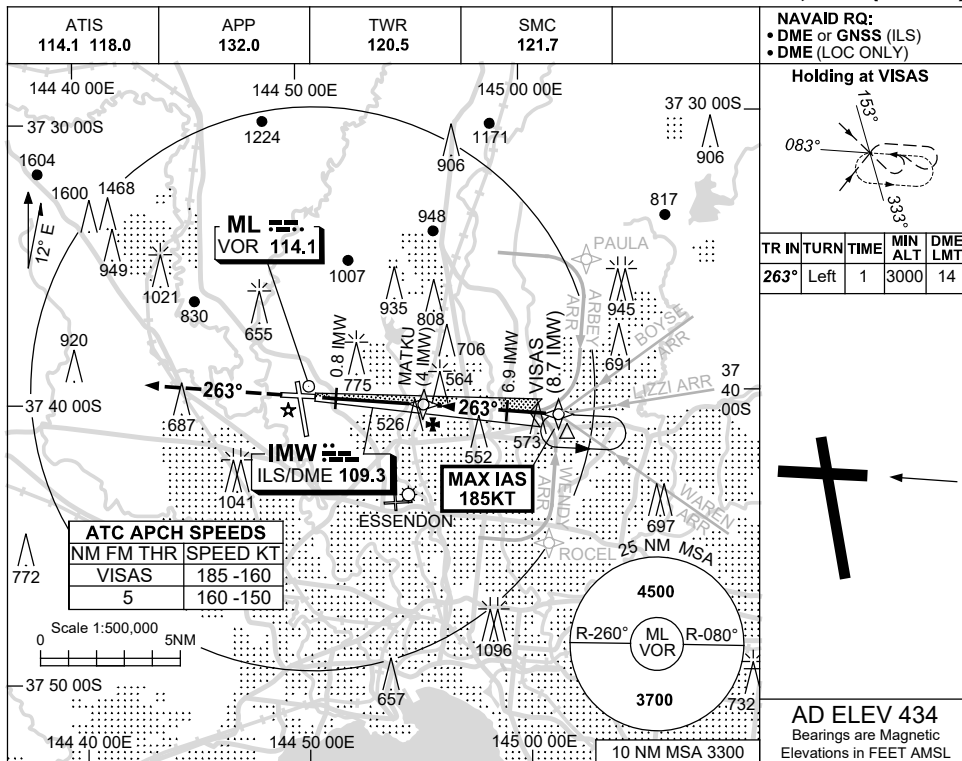 ATIS
114.1 118.0
APP
132.0
TWR
120.5
SMC
121.7
NAVAID RQ:
• DME or GNSS (ILS)
• DME (LOC ONLY)
144 40 00E
144 50 00E
145 00 00E
37 30 00S
37 30 00S
Holding at VISAS
153°
083°
333°
TR IN TURN TIME MIN ALT DME LMT
263° Left 1 3000 14
1604
1224
1171
906
906
1600
1468
12° E
949
ML
VOR 114.1
948
817
1021
1007
PAULA
830
655
935
808
945
ARBEY
ARR
BOYSE
ARR
920
0.8 IMW
775
MATKU
(4 IMW)
706
564
6.9 IMW
VISAS
(8.7 IMW)
691
37
40
00S
LIZZI ARR
263°
263°
37 40 00S
687
526
552
573
IMW
ILS/DME 109.3
MAX IAS
185KT
WENDY
ARR
WAREN
ARR
1041
ESSENDON
697
ROCEL
ATC APCH SPEEDS
NM FM THR SPEED KT
VISAS 185 -160
5 160 -150
772
25 NM MSA
4500
R-260°
ML
VOR
R-080°
3700
Scale 1:500,000
0 5NM
1096
657
732
37 50 00S
144 40 00E
144 50 00E
145 00 00E
10 NM MSA 3300
AD ELEV 434
Bearings are Magnetic
Elevations in FEET AMSL